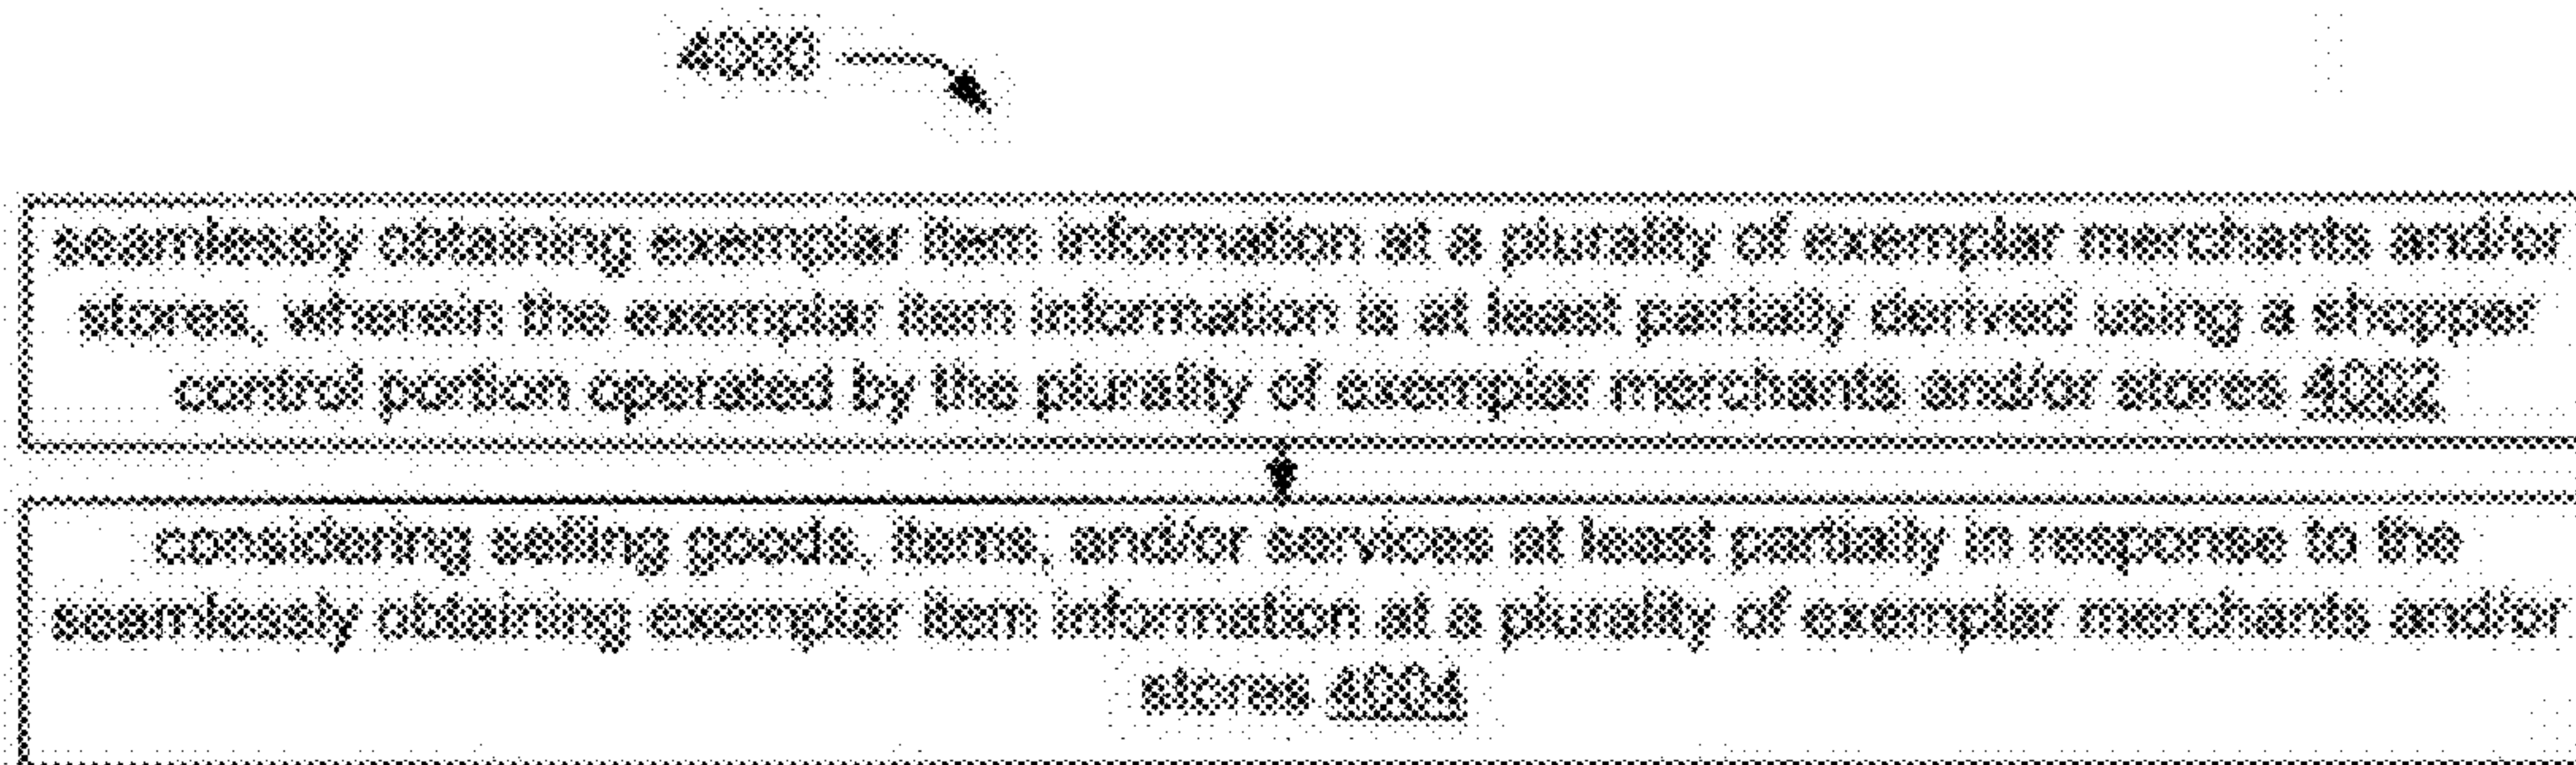 4000
seamlessly obtaining exemplar item information at a plurality of exemplar merchants and/or
stores, wherein the exemplar item information is at least partially derived using a shopper
control portion operated by the plurality of exemplar merchants and/or stores 4002
considering selling goods, items, and/or services at least partially in response to the
seamlessly obtaining exemplar item information at a plurality of exemplar merchants and/or
stores 4004